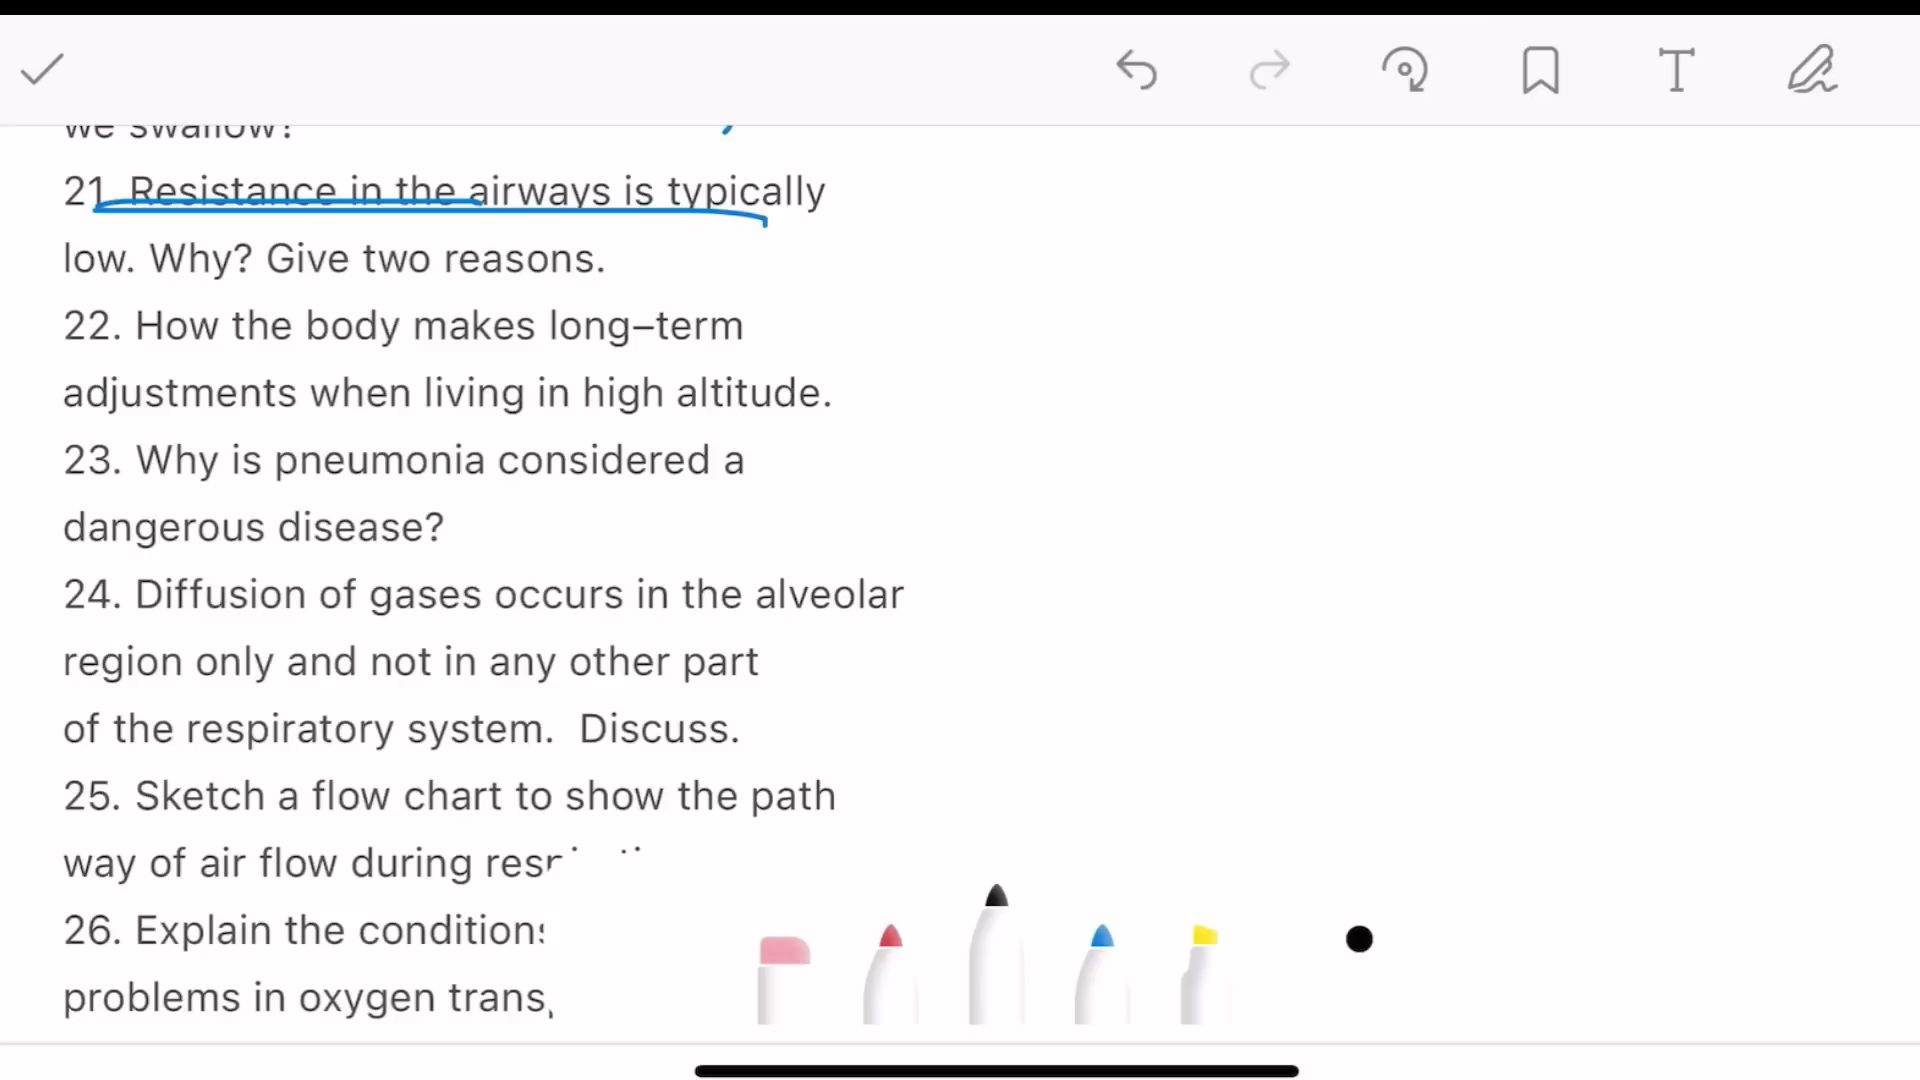 we swallow?
21. Resistance in the airways is typically
low. Why? Give two reasons.
22. How the body makes long–term
adjustments when living in high altitude.
23. Why is pneumonia considered a
dangerous disease?
24. Diffusion of gases occurs in the alveolar
region only and not in any other part
of the respiratory system.  Discuss.
25. Sketch a flow chart to show the path
way of air flow during
26. Explain the
problems in oxygen